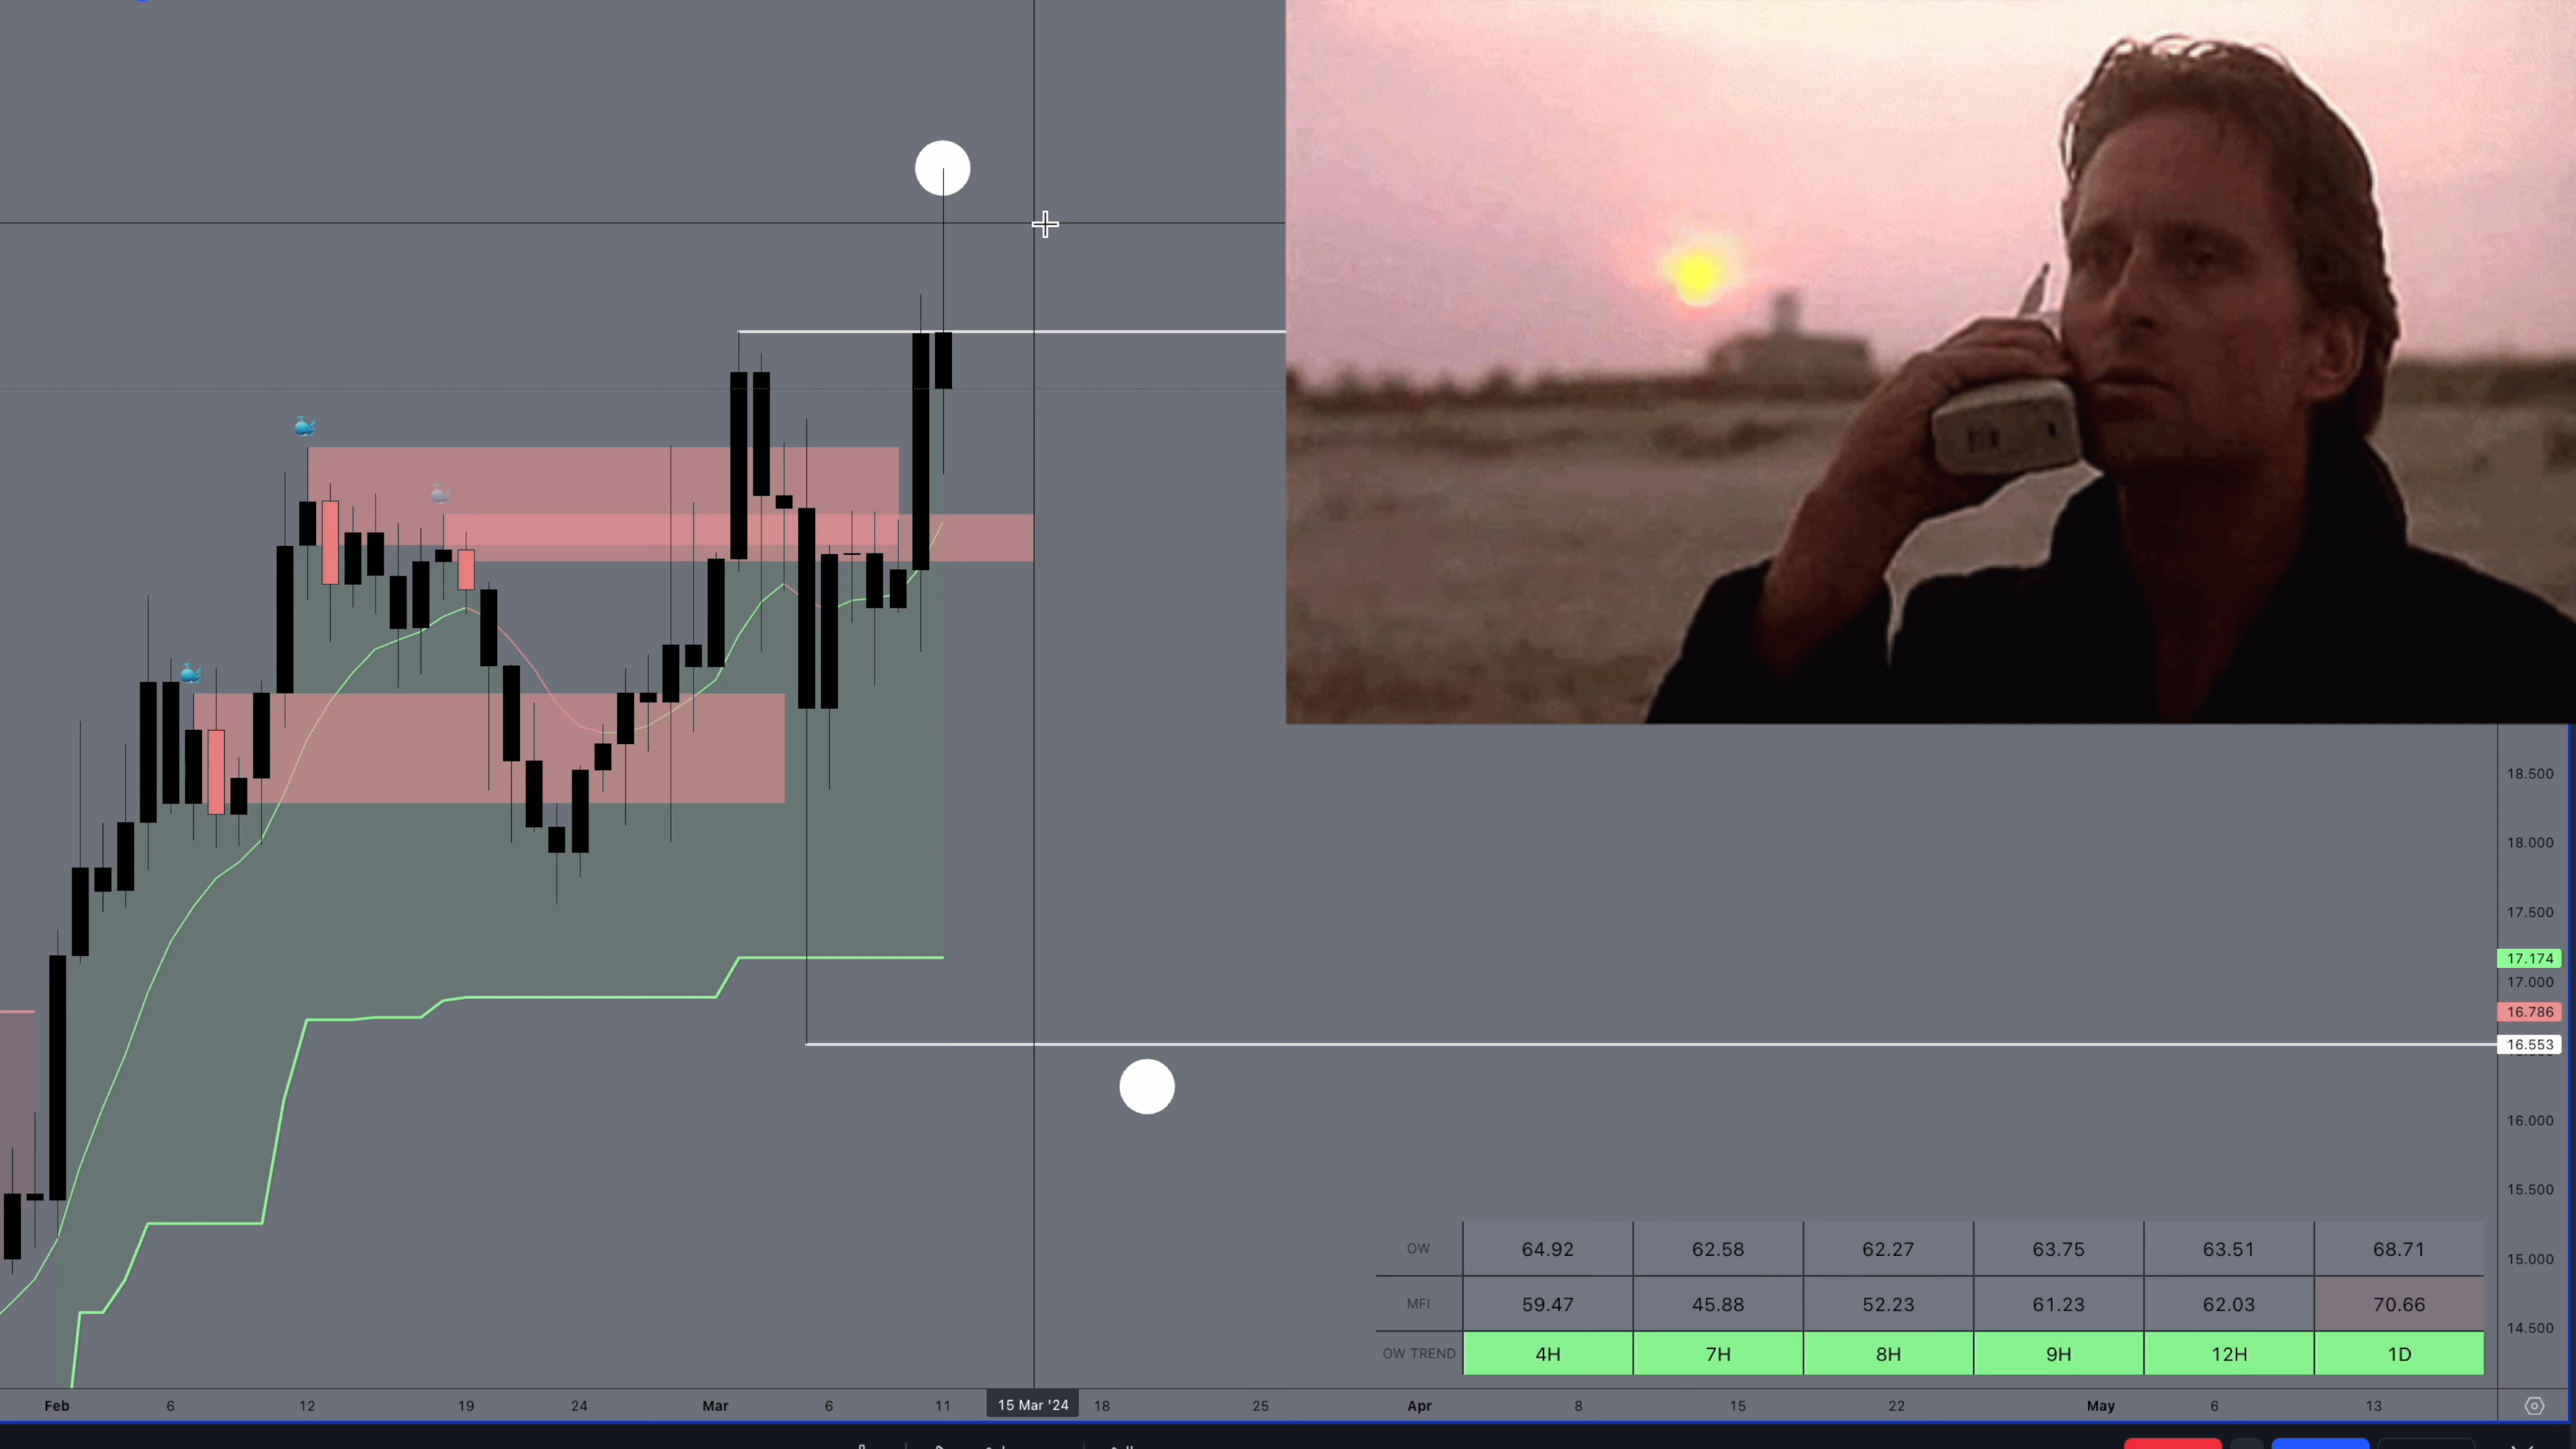 18.500
18.000
17.500
17.174
17.000
16.786
16.553
16.000
15.500
15.000
14.500
OW 64.92 62.58 62.27 63.75 63.51 68.71
MFI 59.47 45.88 52.23 61.23 62.03 70.66
OW TREND 4H 7H 8H 9H 12H 1D
Feb 6 12 19 24 Mar 6 11 15 Mar '24 18 25 Apr 8 15 22 May 6 13